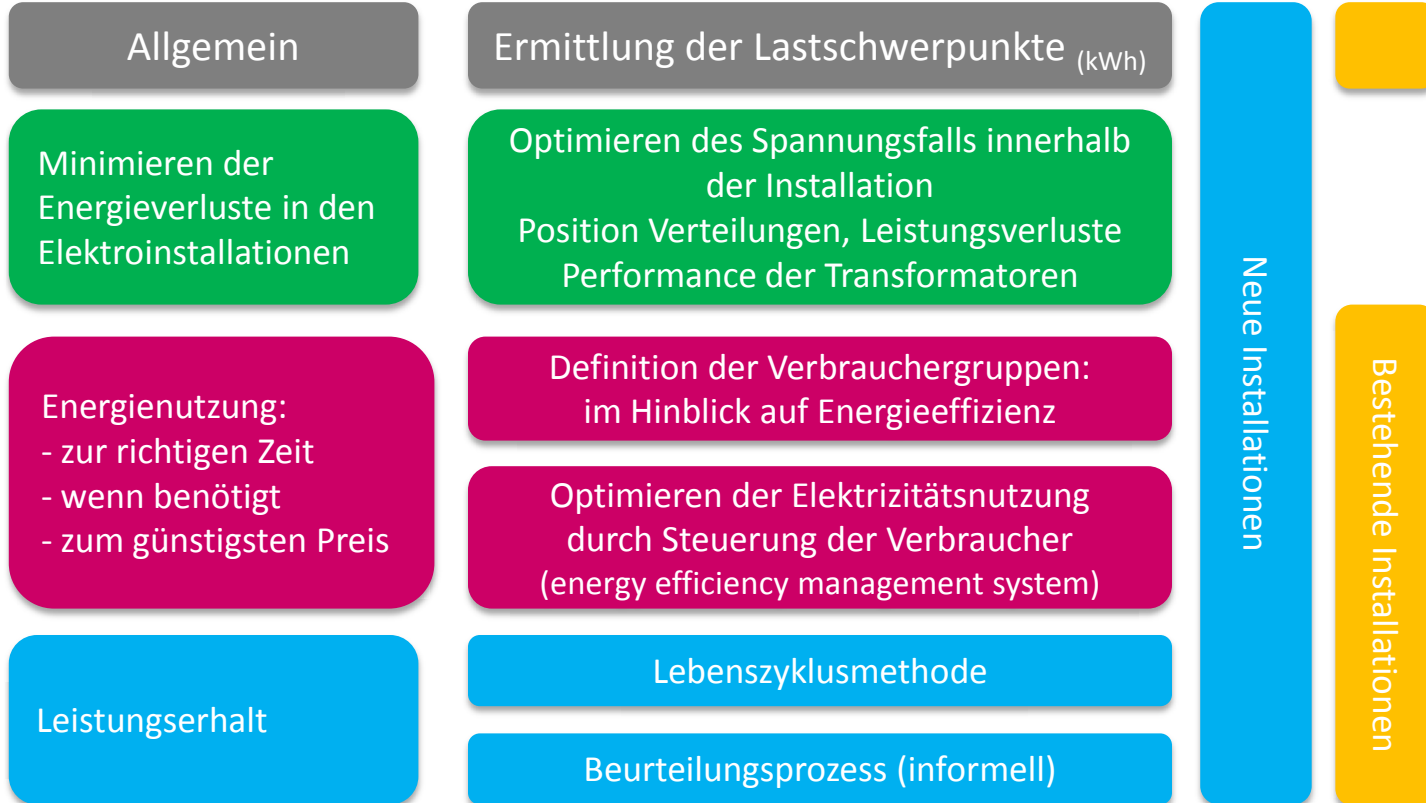 Allgemein
Ermittlung der Lastschwerpunkte (kWh)
Minimieren der
Energieverluste in den
Elektroinstallationen
Optimieren des Spannungsfalls innerhalb
der Installation
Position Verteilungen, Leistungsverluste
Performance der Transformatoren
Energienutzung:
- zur richtigen Zeit
- wenn benötigt
- zum günstigsten Preis
Definition der Verbrauchergruppen:
im Hinblick auf Energieeffizienz
Optimieren der Elektrizitätsnutzung
durch Steuerung der Verbraucher
(energy efficiency management system)
Leistungserhalt
Lebenszyklusmethode
Beurteilungsprozess (informell)
Neue Installationen
Bestehende Installationen